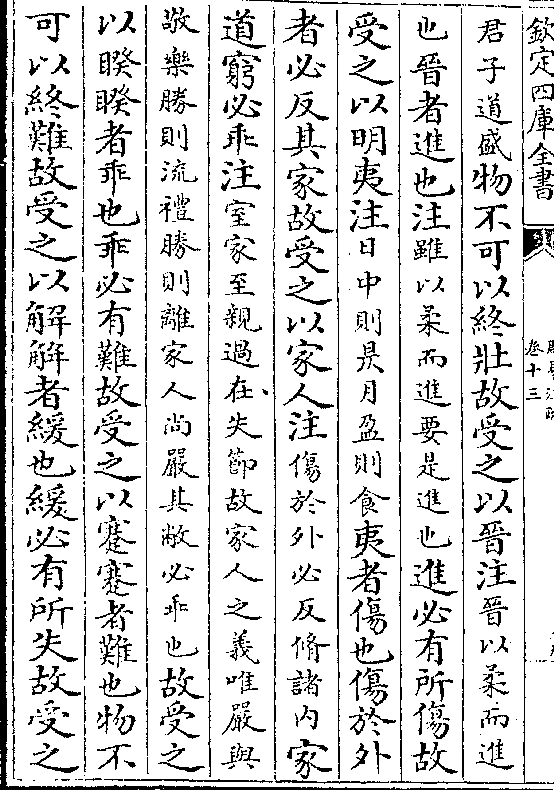 欽定四庫全書
卷十三
君子道盛物不可以終壯故受之以晉注晉以柔而進
也晉者進也注雖以柔而進要是進也進必有所傷故
受之以明夷注日中則昃月盈則食夷者傷也傷於外
者必反其家故受之以家人注傷於外必反脩諸內家
道窮必乖注室家至親過在失節故家人之義唯嚴與
敬樂勝則流禮勝則離家人尚嚴其敝必乖也故受之
以睽睽者乖也乖必有難故受之以蹇蹇者難也物不
可以終難故受之以解解者緩也緩必有所失故受之